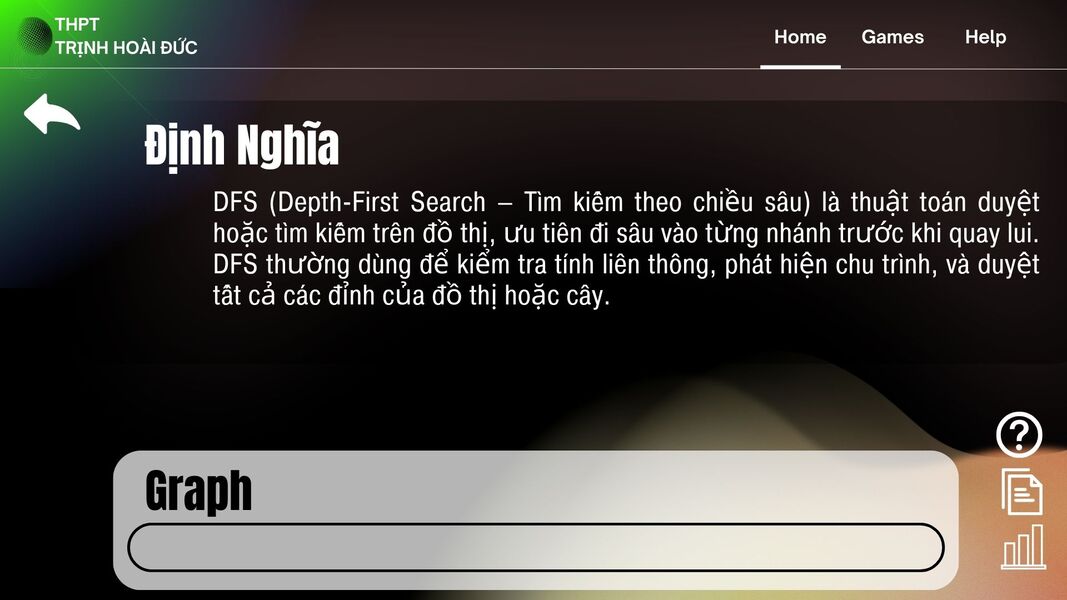 THPT
TRỊNH HOÀI ĐỨC
Home Games Help
Định Nghĩa
DFS (Depth-First Search – Tìm kiếm theo chiều sâu) là thuật toán duyệt
hoặc tìm kiếm trên đồ thị, ưu tiên đi sâu vào từng nhánh trước khi quay lui.
DFS thường dùng để kiểm tra tính liên thông, phát hiện chu trình, và duyệt
tất cả các đỉnh của đồ thị hoặc cây.
Graph